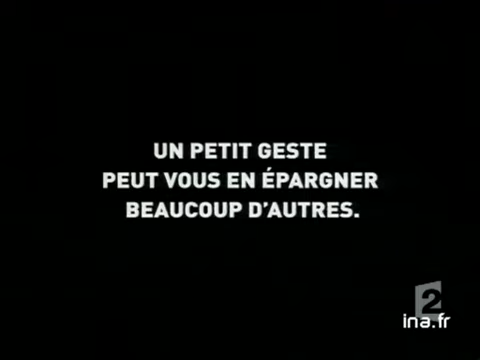 UN PETIT GESTE
PEUT VOUS EN ÉPARGNER
BEAUCOUP D'AUTRES.
2
ina.fr